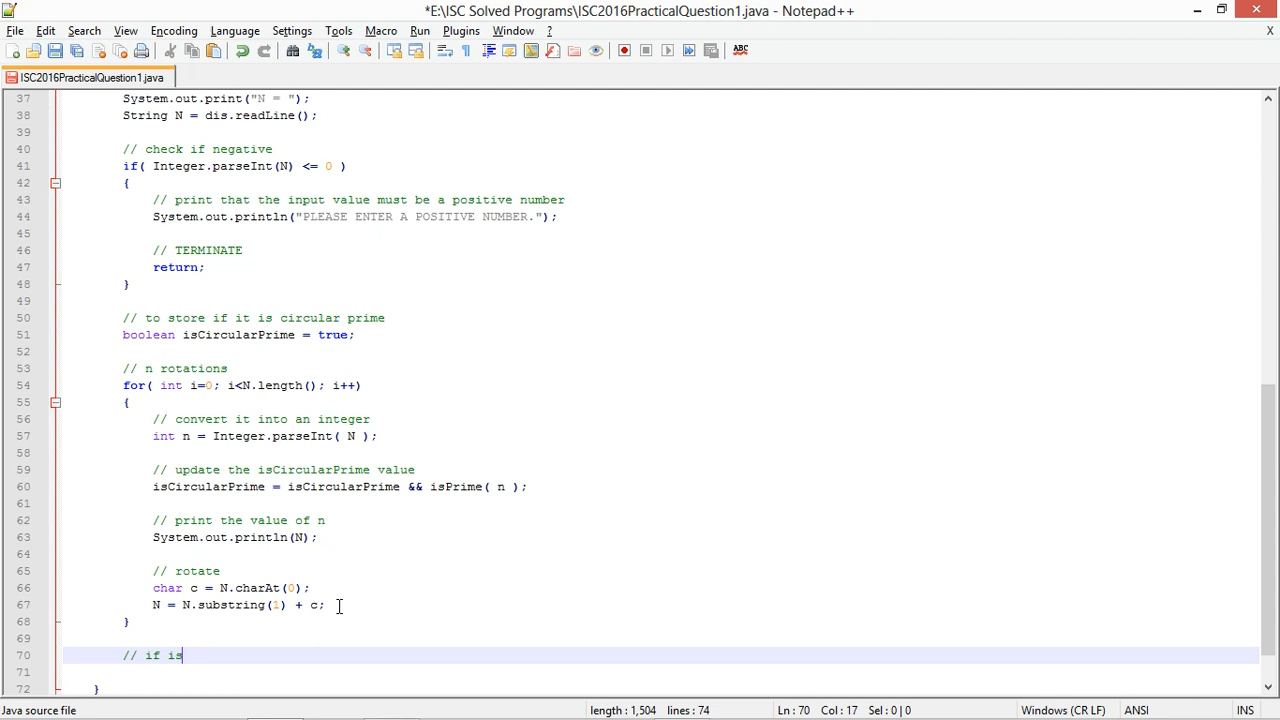 *E:\ISC Solved Programs\ISC2016PracticalQuestion1.java - Notepad++
File Edit Search View Encoding Language Settings Tools Macro Run Plugins Window ? X
ISC2016PracticalQuestion1.java
37 System.out.print("N = ");
38 String N = dis.readLine();
39
40 // check if negative
41 if( Integer.parseInt(N) <= 0 )
42 {
43 // print that the input value must be a positive number
44 System.out.println("PLEASE ENTER A POSITIVE NUMBER.");
45
46 // TERMINATE
47 return;
48 }
49
50 // to store if it is circular prime
51 boolean isCircularPrime = true;
52
53 // n rotations
54 for( int i=0; i<N.length(); i++)
55 {
56 // convert it into an integer
57 int n = Integer.parseInt( N );
58
59 // update the isCircularPrime value
60 isCircularPrime = isCircularPrime && isPrime( n );
61
62 // print the value of n
63 System.out.println(N);
64
65 // rotate
66 char c = N.charAt(0);
67 N = N.substring(1) + c;
68 }
69
70 // if is
71
72 }
Java source file length : 1,504 lines : 74 Ln : 70 Col : 17 Sel : 0 | 0 Windows (CR LF) ANSI INS